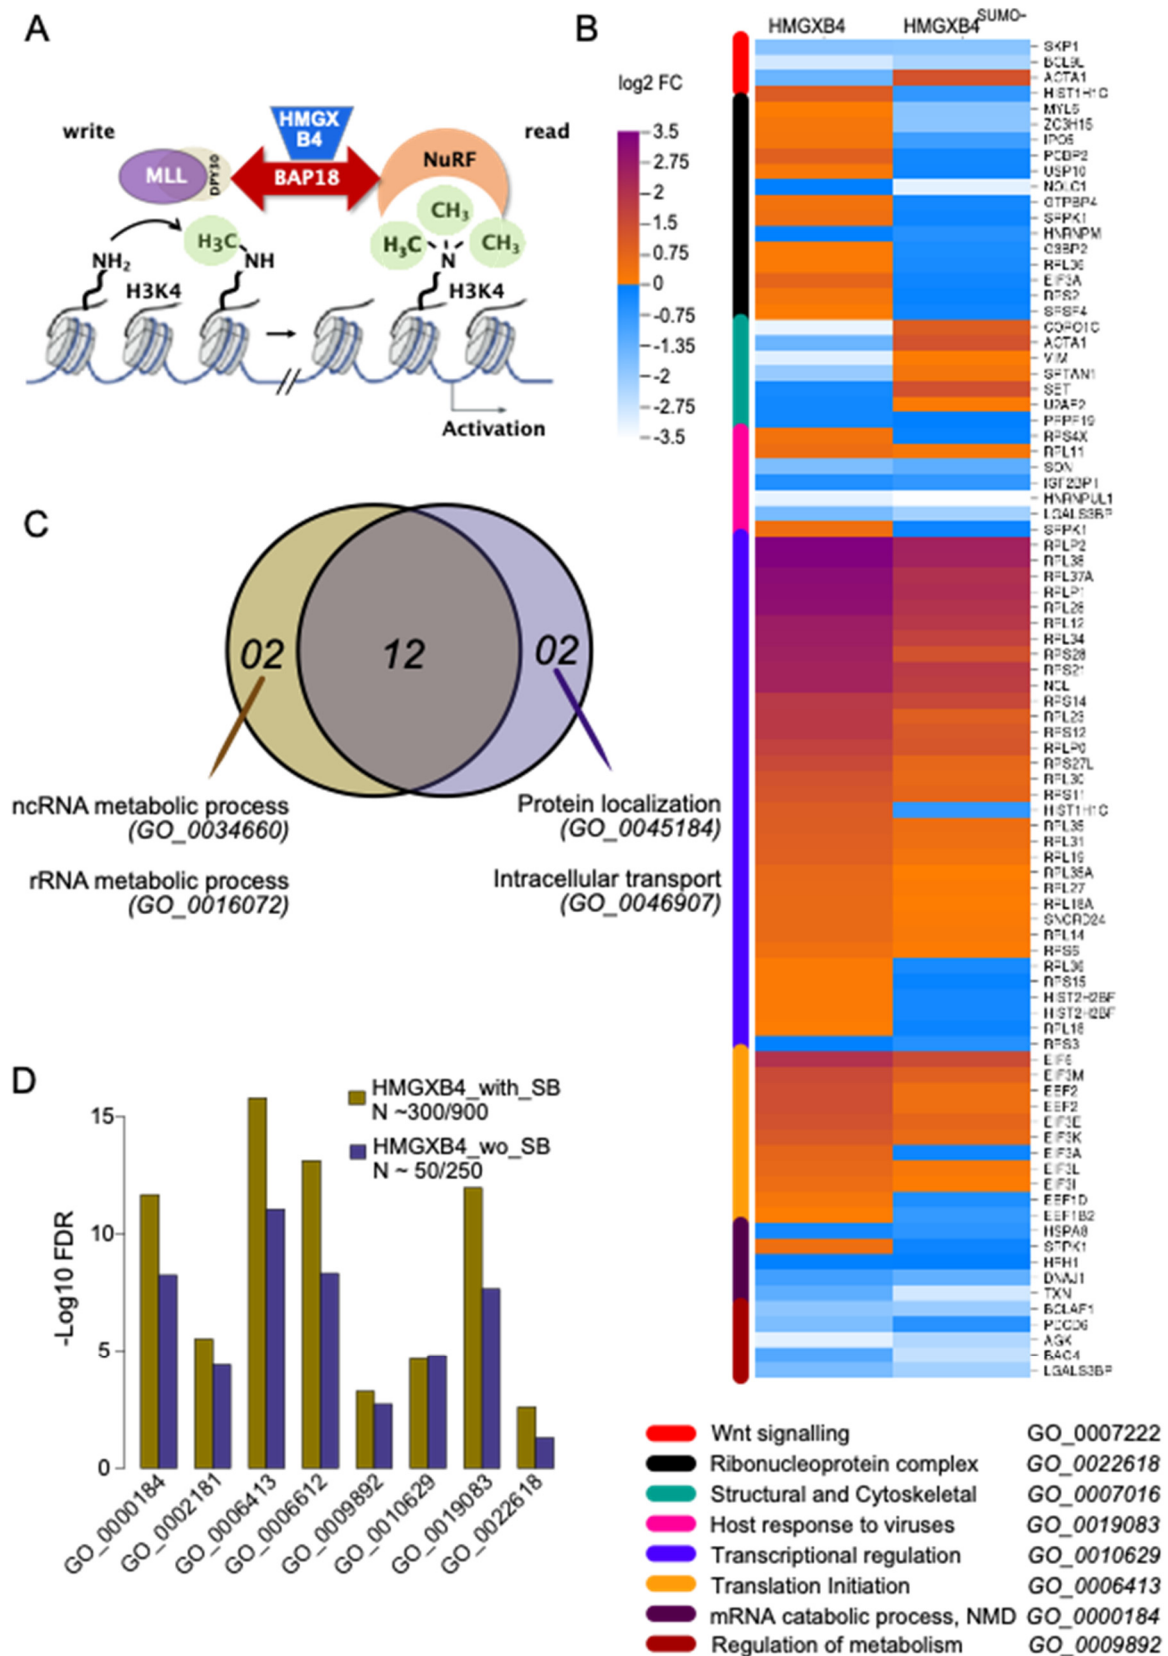 A
write
HMGX
B4
read
MLL
DPY30
BAP18
NuRF
CH3
H3C
CH3
H3C
NH2
NH
N
H3K4
H3K4
Activation
B
HMGXB4
HMGXB4SUMO-
log2 FC
3.5
2.75
2
1.5
0.75
0
-0.75
-1.35
-2
-2.75
-3.5
SKP1
BCL9L
ACTA1
HIST1H1C
MYL6
ZC3H15
IPO5
PCBP2
USP10
NOLC1
GTPBP4
SRPK1
HNRNPM
G3BP2
RPL36
EIF3A
RPS2
SRSF4
CORO1C
ACTA1
VIM
SPTAN1
SET
U2AF2
PRPF19
RPS4X
RPL11
SON
IGF2BP1
HNRNPUL1
LGALS3BP
SRPK1
RPLP2
RPL38
RPL37A
RPLP1
RPL28
RPL12
RPL34
RPS28
RPS21
NCL
RPS14
RPL23
RPS12
RPLP0
RPS27L
RPL30
RPS11
HIST1H1C
RPL35
RPL31
RPL19
RPL35A
RPL27
RPL18A
SNORD24
RPL14
RPS5
RPL36
RPS15
HIST2H2BF
HIST2H2BF
RPL18
RPS3
EIF6
EIF3M
EEF2
EEF2
EIF3E
EIF3K
EIF3A
EIF3L
EIF3I
EEF1D
EEF1B2
HSPA8
SRPK1
DNAJ1
TXN
BCLAF1
PDCD6
AGK
BAG4
LGALS3BP
C
02
12
02
ncRNA metabolic process
(GO_0034660)
rRNA metabolic process
(GO_0016072)
Protein localization
(GO_0045184)
Intracellular transport
(GO_0046907)
D
HMGXB4_with_SB
N ~300/900
HMGXB4_wo_SB
N ~ 50/250
-Log10 FDR
15
10
5
0
GO_0000184
GO_0002181
GO_0006413
GO_0006612
GO_0009892
GO_0010629
GO_0019083
GO_0022618
Wnt signalling GO_0007222
Ribonucleoprotein complex GO_0022618
Structural and Cytoskeletal GO_0007016
Host response to viruses GO_0019083
Transcriptional regulation GO_0010629
Translation Initiation GO_0006413
mRNA catabolic process, NMD GO_0000184
Regulation of metabolism GO_0009892